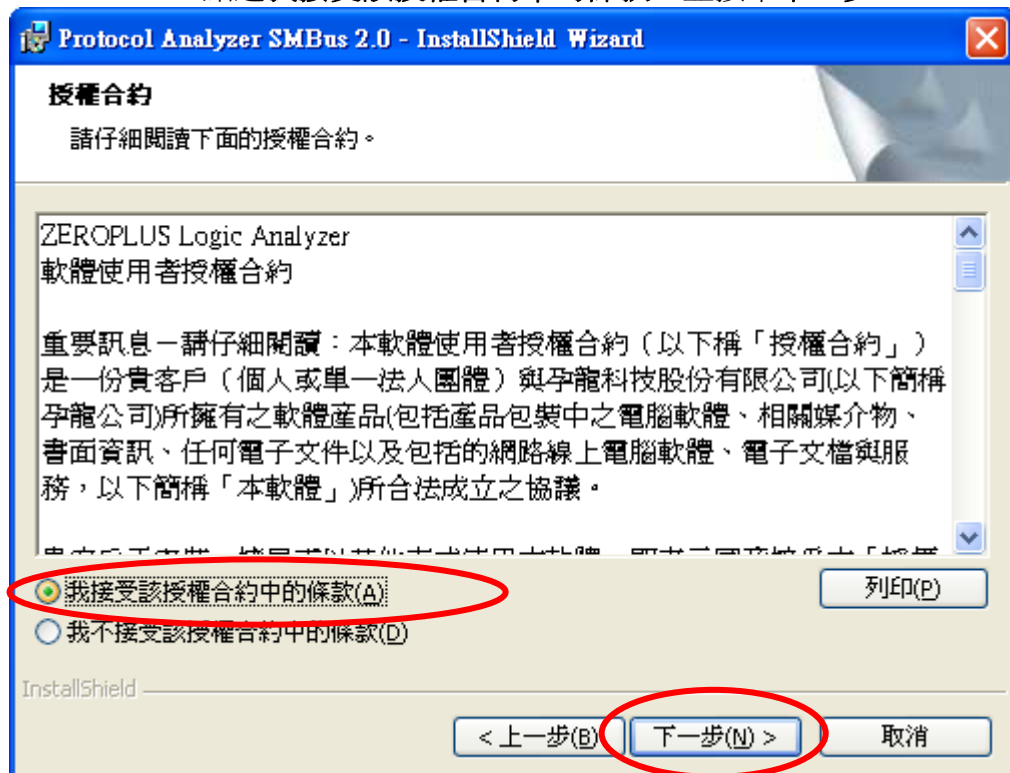 Protocol Analyzer SMBus 2.0 - InstallShield Wizard
授權合約
請仔細閱讀下面的授權合約。
ZEROPLUS Logic Analyzer
軟體使用者授權合約
重要訊息－請仔細閱讀：本軟體使用者授權合約（以下稱「授權合約」）
是一份貴客戶（個人或單一法人團體）與孕龍科技股份有限公司(以下簡稱
孕龍公司)所擁有之軟體產品(包括產品包裝中之電腦軟體、相關媒介物、
書面資訊、任何電子文件以及包括的網路線上電腦軟體、電子文檔與服
務，以下簡稱「本軟體」)所合法成立之協議。
我接受該授權合約中的條款(A)
列印(P)
我不接受該授權合約中的條款(D)
InstallShield
< 上一步(B)
下一步(N) >
取消